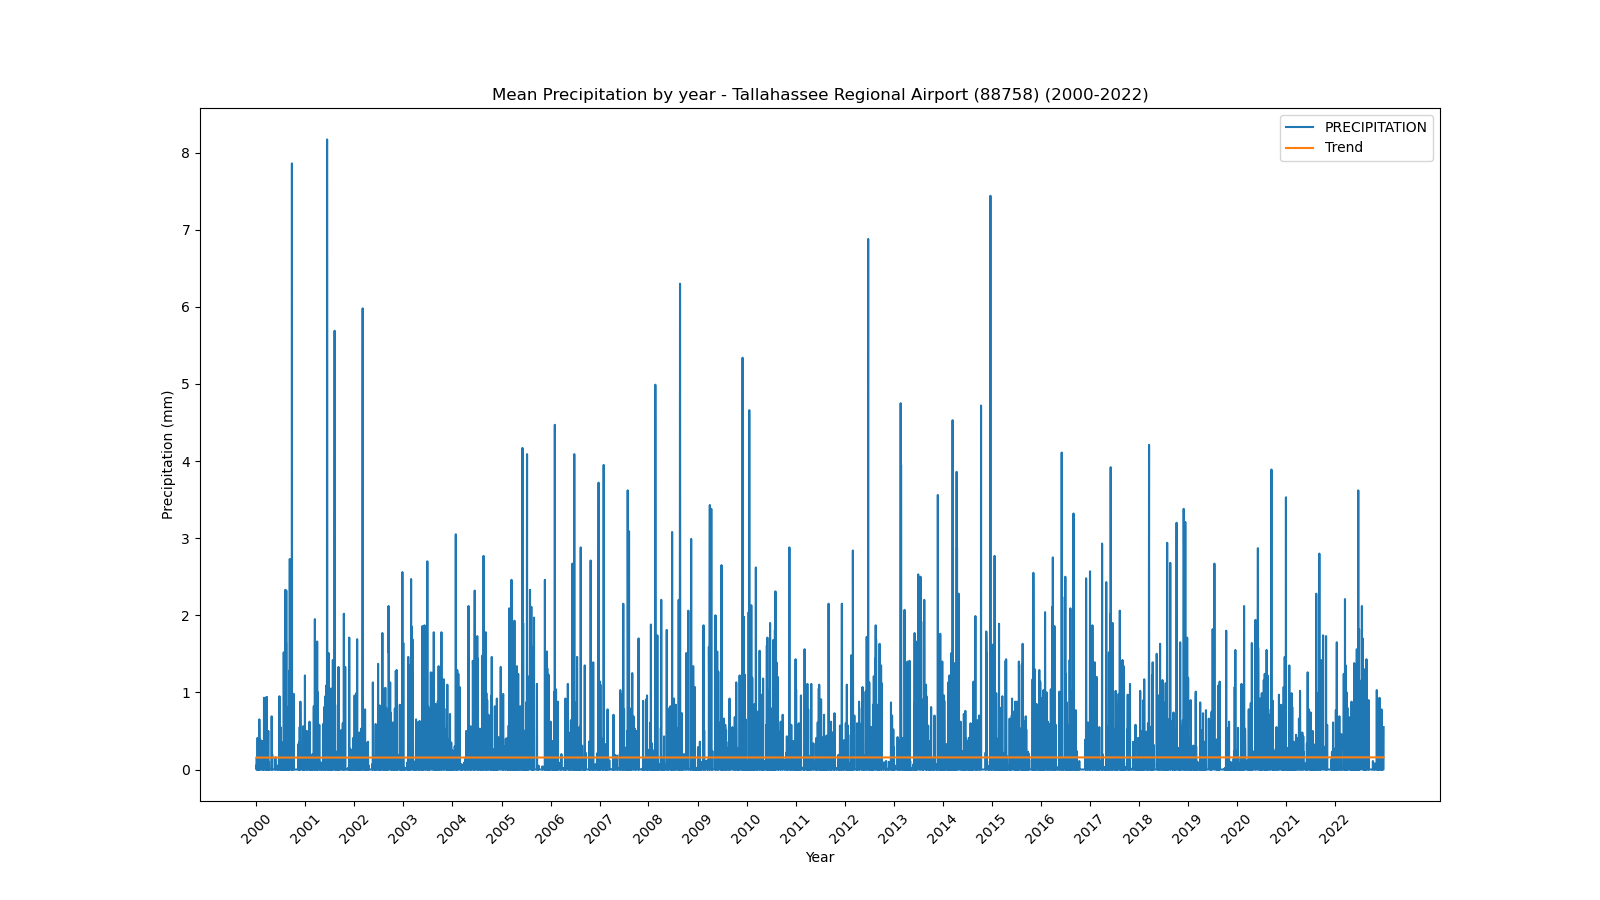 Mean Precipitation by year - Tallahassee Regional Airport (88758) (2000-2022)
PRECIPITATION
Trend
8
7
6
5
4
3
2
1
0
Precipitation (mm)
2000 2001 2002 2003 2004 2005 2006 2007 2008 2009 2010 2011 2012 2013 2014 2015 2016 2017 2018 2019 2020 2021 2022
Year